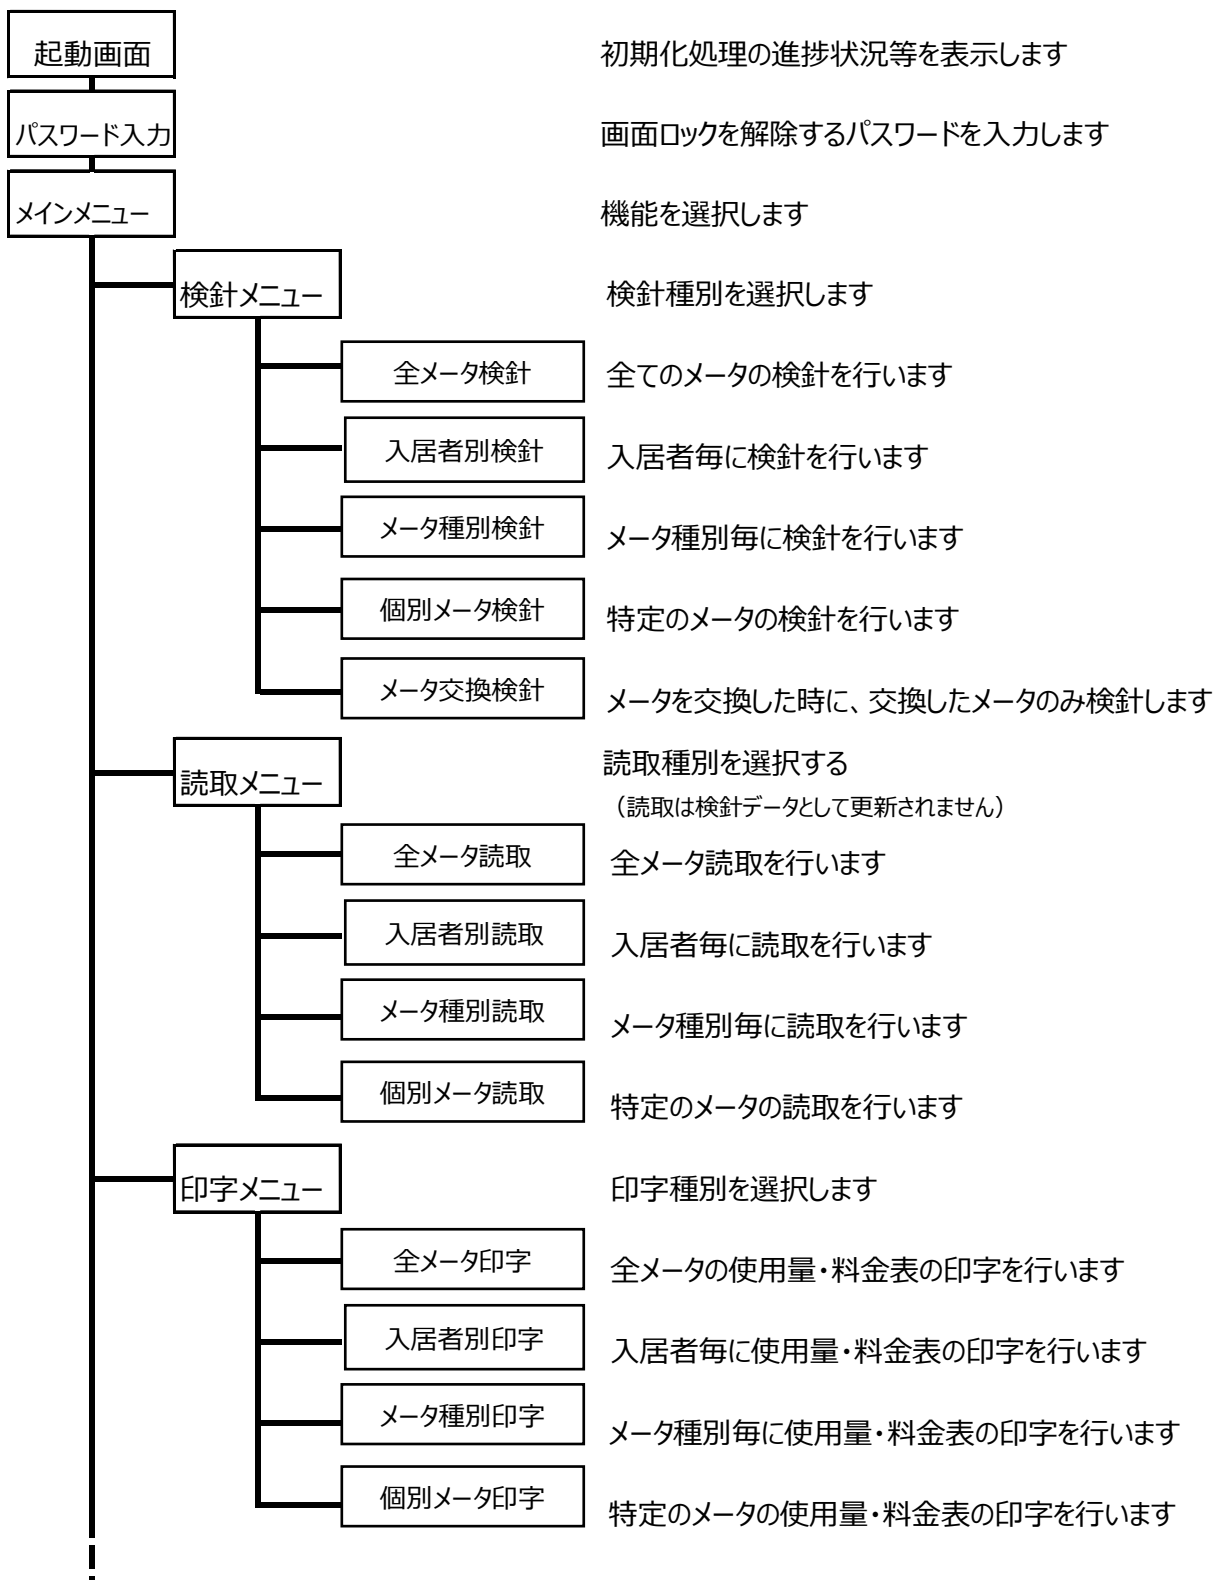 起動画面 初期化処理の進捗状況等を表示します
パスワード入力 画面ロックを解除するパスワードを入力します
メインメニュー 機能を選択します
検針メニュー 検針種別を選択します
全メータ検針 全てのメータの検針を行います
入居者別検針 入居者毎に検針を行います
メータ種別検針 メータ種別毎に検針を行います
個別メータ検針 特定のメータの検針を行います
メータ交換検針 メータを交換した時に、交換したメータのみ検針します
読取メニュー 読取種別を選択する
（読取は検針データとして更新されません）
全メータ読取 全メータ読取を行います
入居者別読取 入居者毎に読取を行います
メータ種別読取 メータ種別毎に読取を行います
個別メータ読取 特定のメータの読取を行います
印字メニュー 印字種別を選択します
全メータ印字 全メータの使用量・料金表の印字を行います
入居者別印字 入居者毎に使用量・料金表の印字を行います
メータ種別印字 メータ種別毎に使用量・料金表の印字を行います
個別メータ印字 特定のメータの使用量・料金表の印字を行います